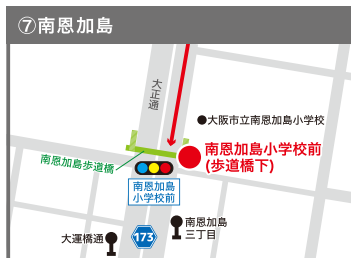 ⑦南恩加島
大正通
●大阪市立南恩加島小学校
南恩加島小学校前
(歩道橋下)
南恩加島歩道橋
南恩加島
小学校前
南恩加島
三丁目
大運橋通
173